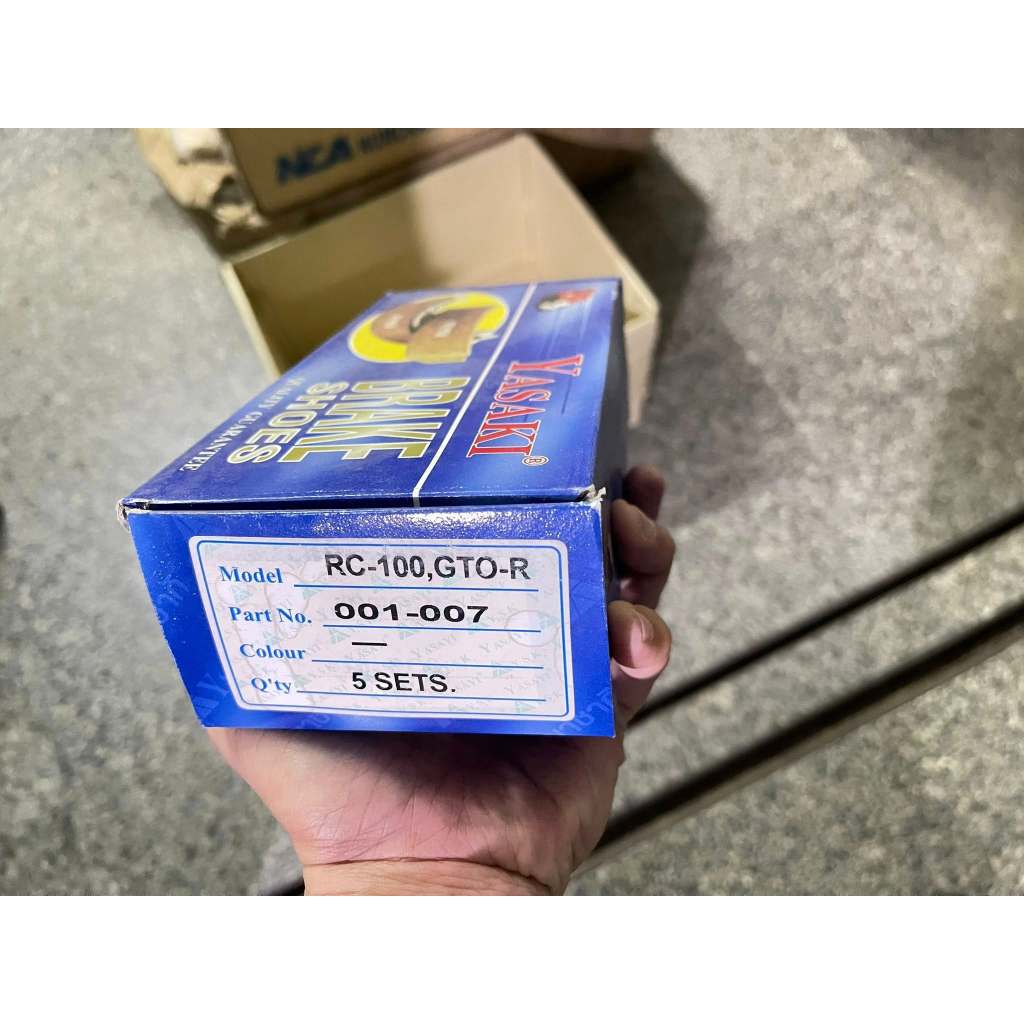 NCA
YASAKI®
BRAKE
SHOES
QUALITY GUARANTEE
Model RC-100,GTO-R
Part No. 001-007
Colour —
Q'ty 5 SETS.